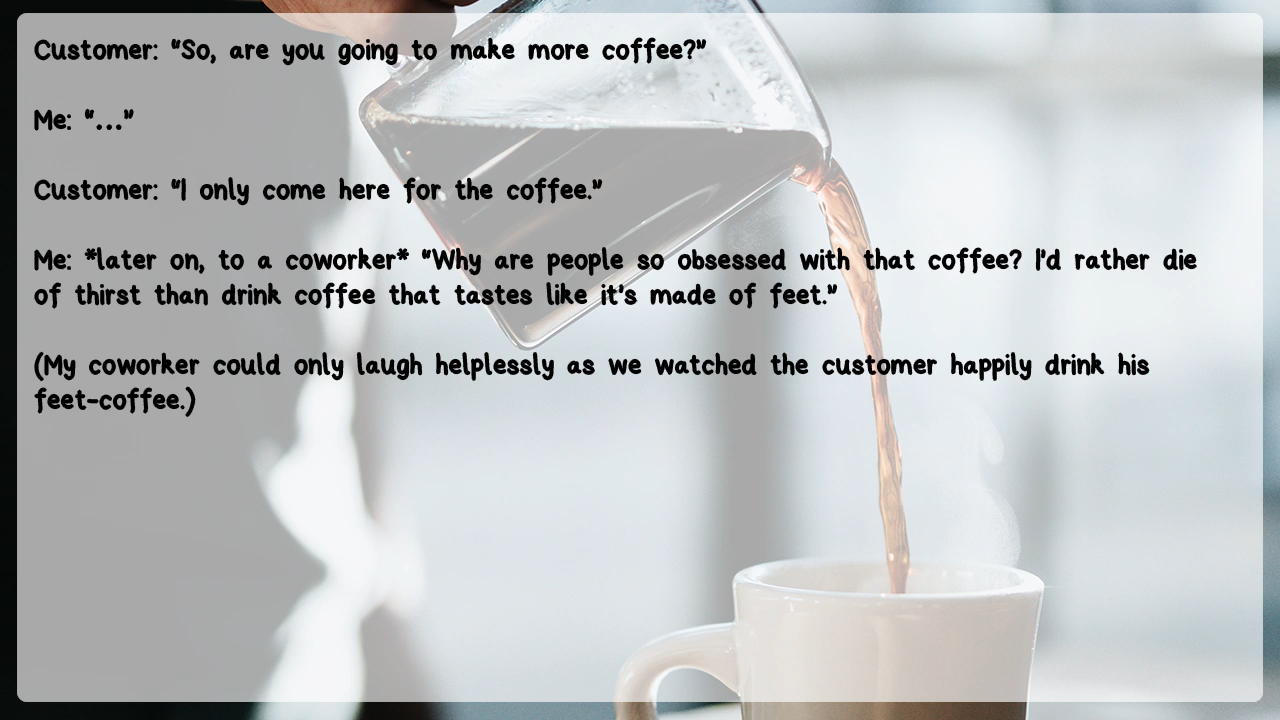 Customer: “So, are you going to make more coffee?”
Me: “...”
Customer: “I only come here for the coffee.”
Me: *later on, to a coworker* “Why are people so obsessed with that coffee? I’d rather die
of thirst than drink coffee that tastes like it’s made of feet.”
(My coworker could only laugh helplessly as we watched the customer happily drink his
feet-coffee.)